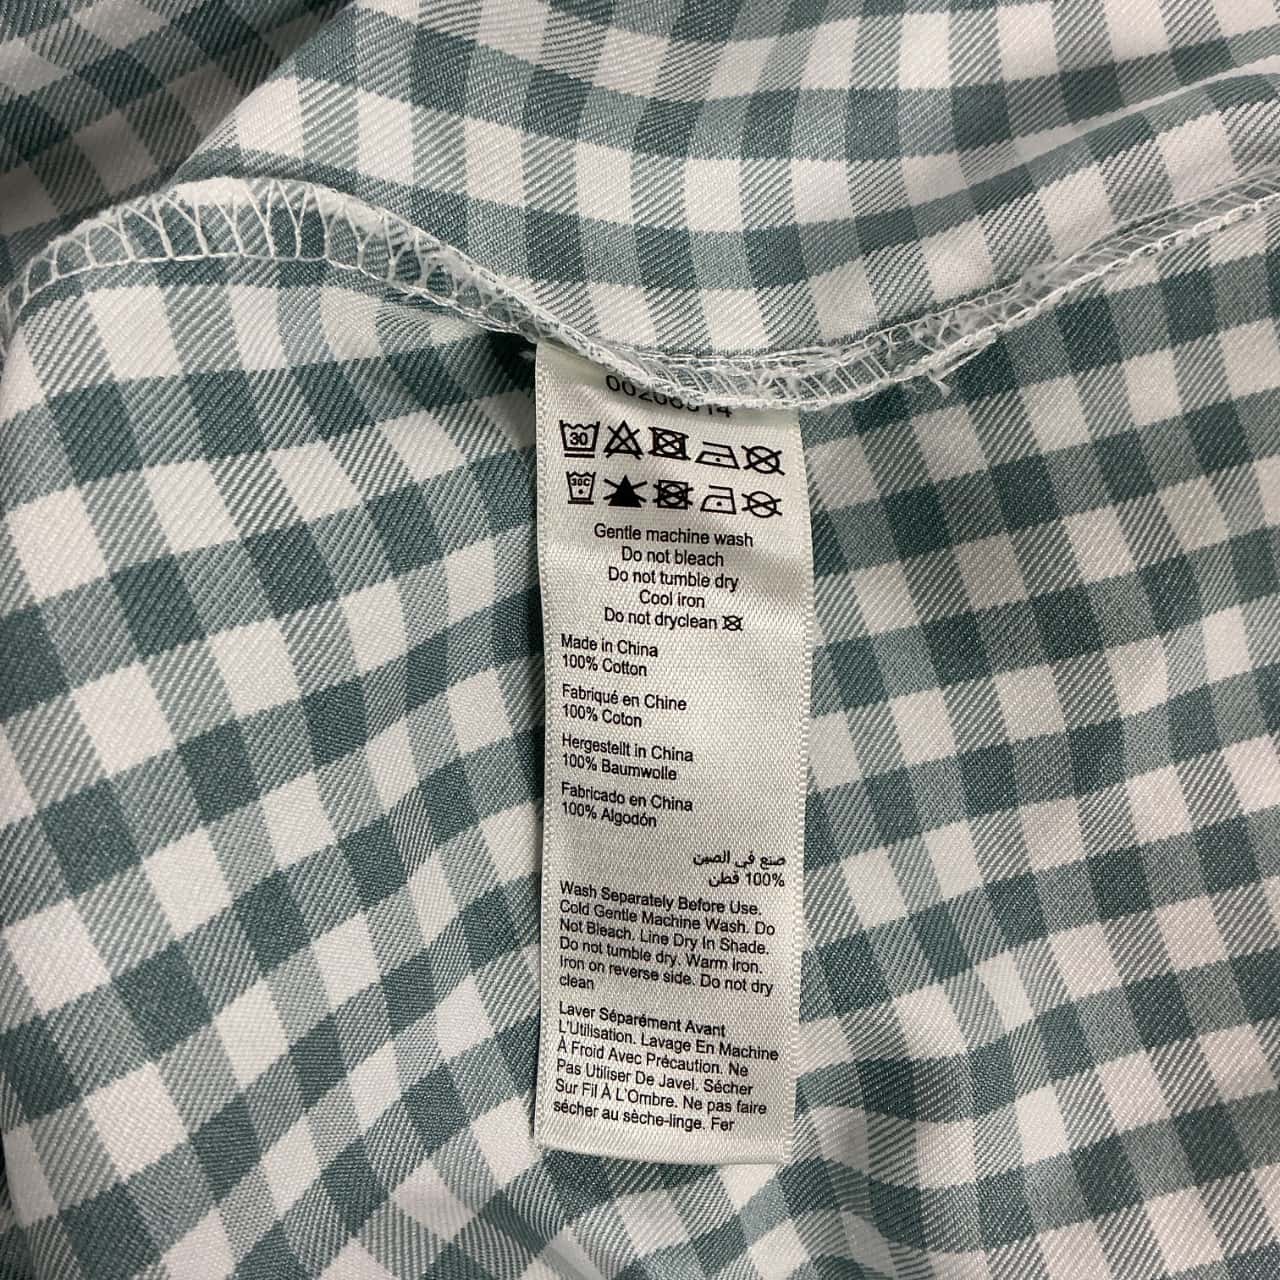 30
30C
Gentle machine wash
Do not bleach
Do not tumble dry
Cool iron
Do not dryclean
Made in China
100% Cotton
Fabriqué en Chine
100% Coton
Hergestellt in China
100% Baumwolle
Fabricado en China
100% Algodón
صنع في الصين
100% قطن
Wash Separately Before Use.
Cold Gentle Machine Wash. Do
Not Bleach. Line Dry In Shade.
Do not tumble dry. Warm Iron.
Iron on reverse side. Do not dry
clean
Laver Séparément Avant
L'Utilisation. Lavage En Machine
À Froid Avec Précaution. Ne
Pas Utiliser De Javel. Sécher
Sur Fil À L'Ombre. Ne pas faire
sécher au sèche-linge. Fer